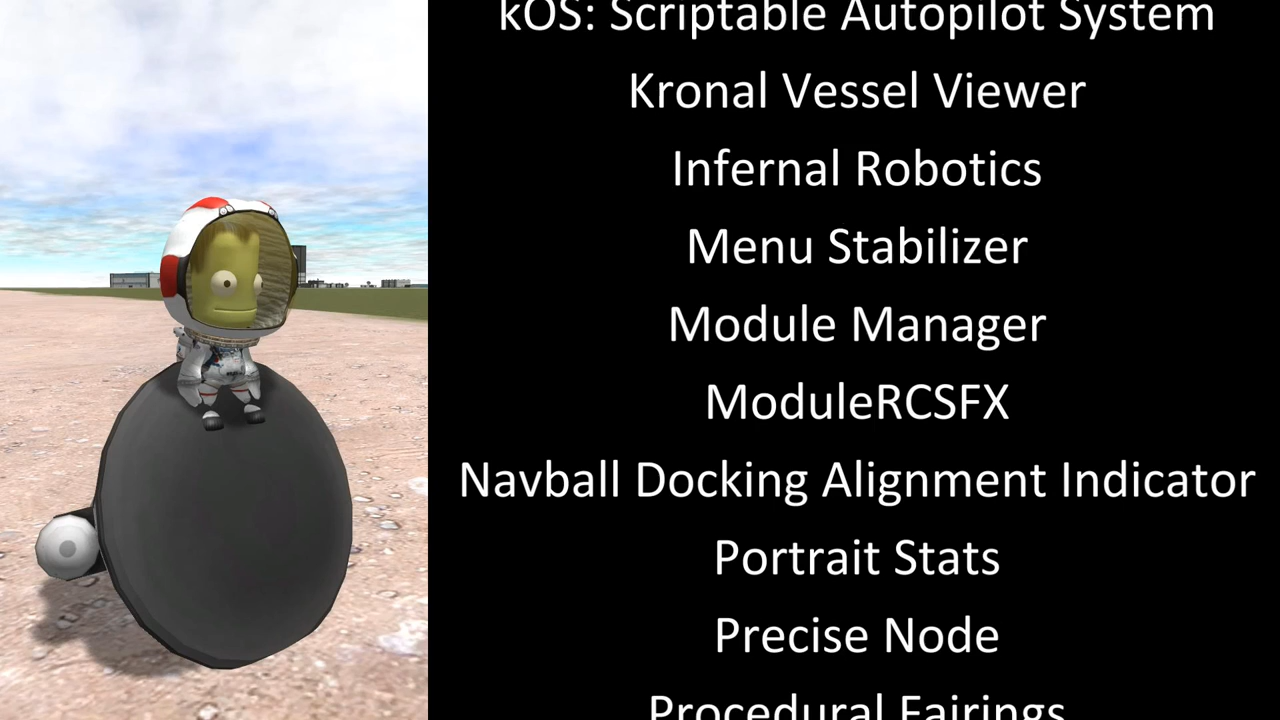 kOS: Scriptable Autopilot System
Kronal Vessel Viewer
Infernal Robotics
Menu Stabilizer
Module Manager
ModuleRCSFX
Navball Docking Alignment Indicator
Portrait Stats
Precise Node
Procedural Fairings